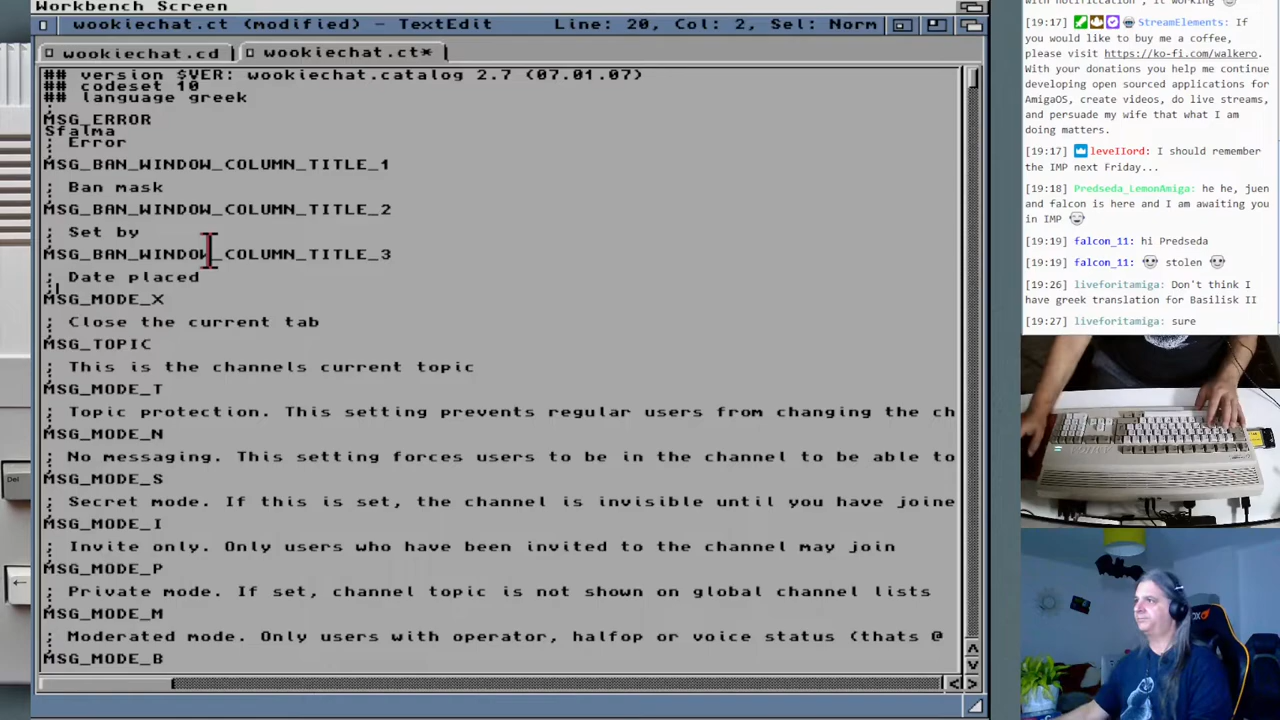 Workbench Screen
wookiechat.ct (modified) - TextEdit
Line: 20, Col: 2, Sel: Norm
wookiechat.cd
wookiechat.ct*
## version $VER: wookiechat.catalog 2.7 (07.01.07)
## codeset 10
## language greek
;
MSG_ERROR
Sfalma
; Error
;
MSG_BAN_WINDOW_COLUMN_TITLE_1
; Ban mask
;
MSG_BAN_WINDOW_COLUMN_TITLE_2
; Set by
;
MSG_BAN_WINDOW_COLUMN_TITLE_3
; Date placed
;
MSG_MODE_X
; Close the current tab
;
MSG_TOPIC
; This is the channels current topic
;
MSG_MODE_T
; Topic protection. This setting prevents regular users from changing the ch
;
MSG_MODE_N
; No messaging. This setting forces users to be in the channel to be able to
;
MSG_MODE_S
; Secret mode. If this is set, the channel is invisible until you have joine
;
MSG_MODE_I
; Invite only. Only users who have been invited to the channel may join
;
MSG_MODE_P
; Private mode. If set, channel topic is not shown on global channel lists
;
MSG_MODE_M
; Moderated mode. Only users with operator, halfop or voice status (thats @
;
MSG_MODE_B
Del
with notification , it working
[19:17] StreamElements: If
you would like to buy me a coffee,
please visit https://ko-fi.com/walkero.
With your donations you help me continue
developing open sourced applications for
AmigaOS, create videos, do live streams,
and persuade my wife that what I am
doing matters.
[19:17] leveIIord: I should remember
the IMP next Friday...
[19:18] Predseda_LemonAmiga: he he, juen
and falcon is here and I am awaiting you
in IMP
[19:19] falcon_11: hi Predseda
[19:19] falcon_11: stolen
[19:26] liveforitamiga: Don't think I
have greek translation for Basilisk II
[19:27] liveforitamiga: sure